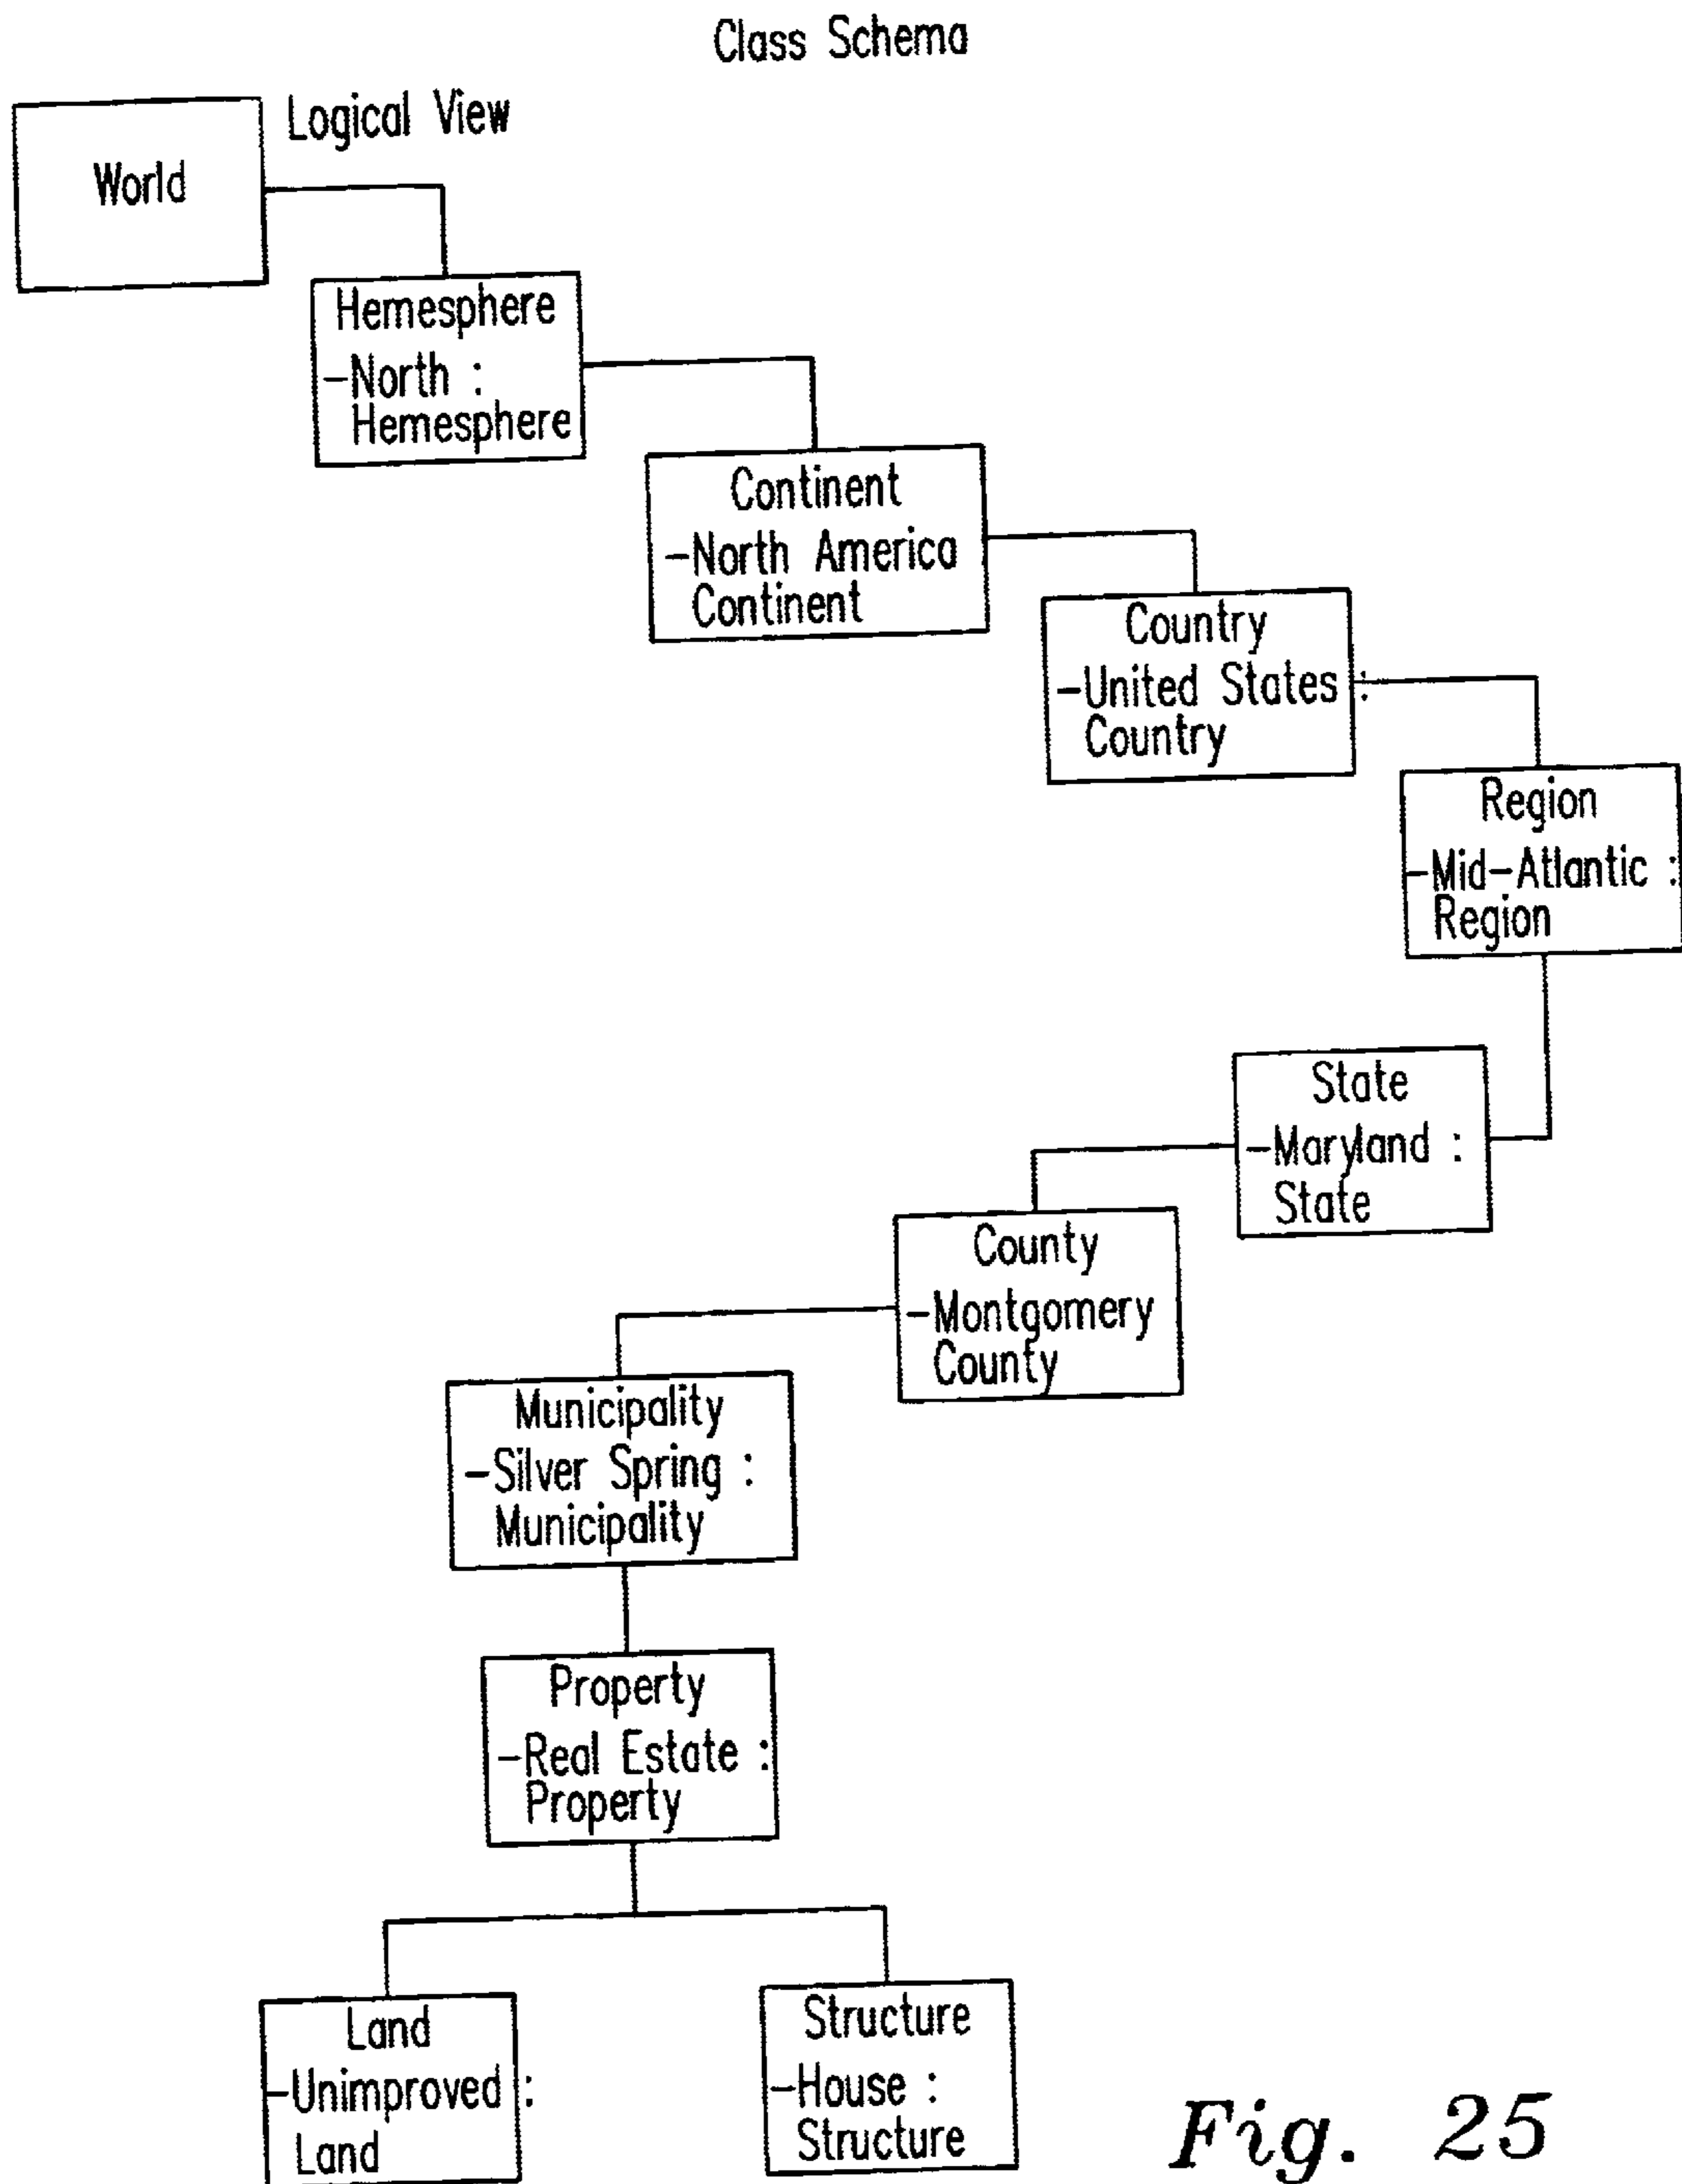 Class Schema
Logical View
World
Hemesphere
-North :
Hemesphere
Continent
-North America
Continent
Country
-United States :
Country
Region
-Mid-Atlantic :
Region
State
-Maryland :
State
County
-Montgomery
County
Municipality
-Silver Spring :
Municipality
Property
-Real Estate :
Property
Land
-Unimproved :
Land
Structure
-House :
Structure
Fig. 25